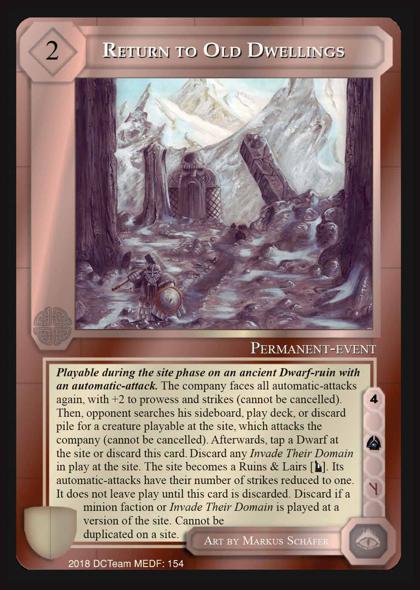 2
RETURN TO OLD DWELLINGS
PERMANENT-EVENT
Playable during the site phase on an ancient Dwarf-ruin with
an automatic-attack. The company faces all automatic-attacks
again, with +2 to prowess and strikes (cannot be cancelled).
Then, opponent searches his sideboard, play deck, or discard
pile for a creature playable at the site, which attacks the
company (cannot be cancelled). Afterwards, tap a Dwarf at
the site or discard this card. Discard any Invade Their Domain
in play at the site. The site becomes a Ruins & Lairs [ ]. Its
automatic-attacks have their number of strikes reduced to one.
It does not leave play until this card is discarded. Discard if a
minion faction or Invade Their Domain is played at a
version of the site. Cannot be
duplicated on a site.
4
ART BY MARKUS SCHÄFER
2018 DCTeam MEDF: 154